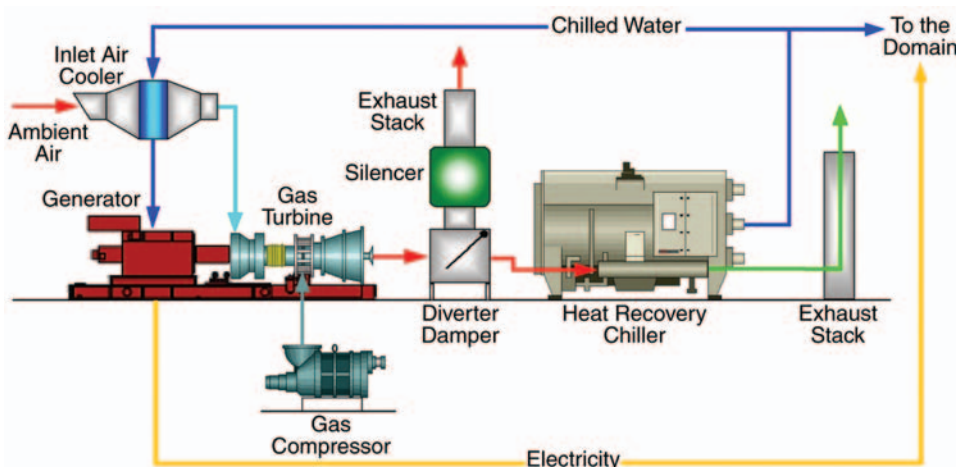 Chilled Water
To the
Domain
Inlet Air
Cooler
Ambient
Air
Exhaust
Stack
Silencer
Generator
Gas
Turbine
Diverter
Damper
Heat Recovery
Chiller
Exhaust
Stack
Gas
Compressor
Electricity